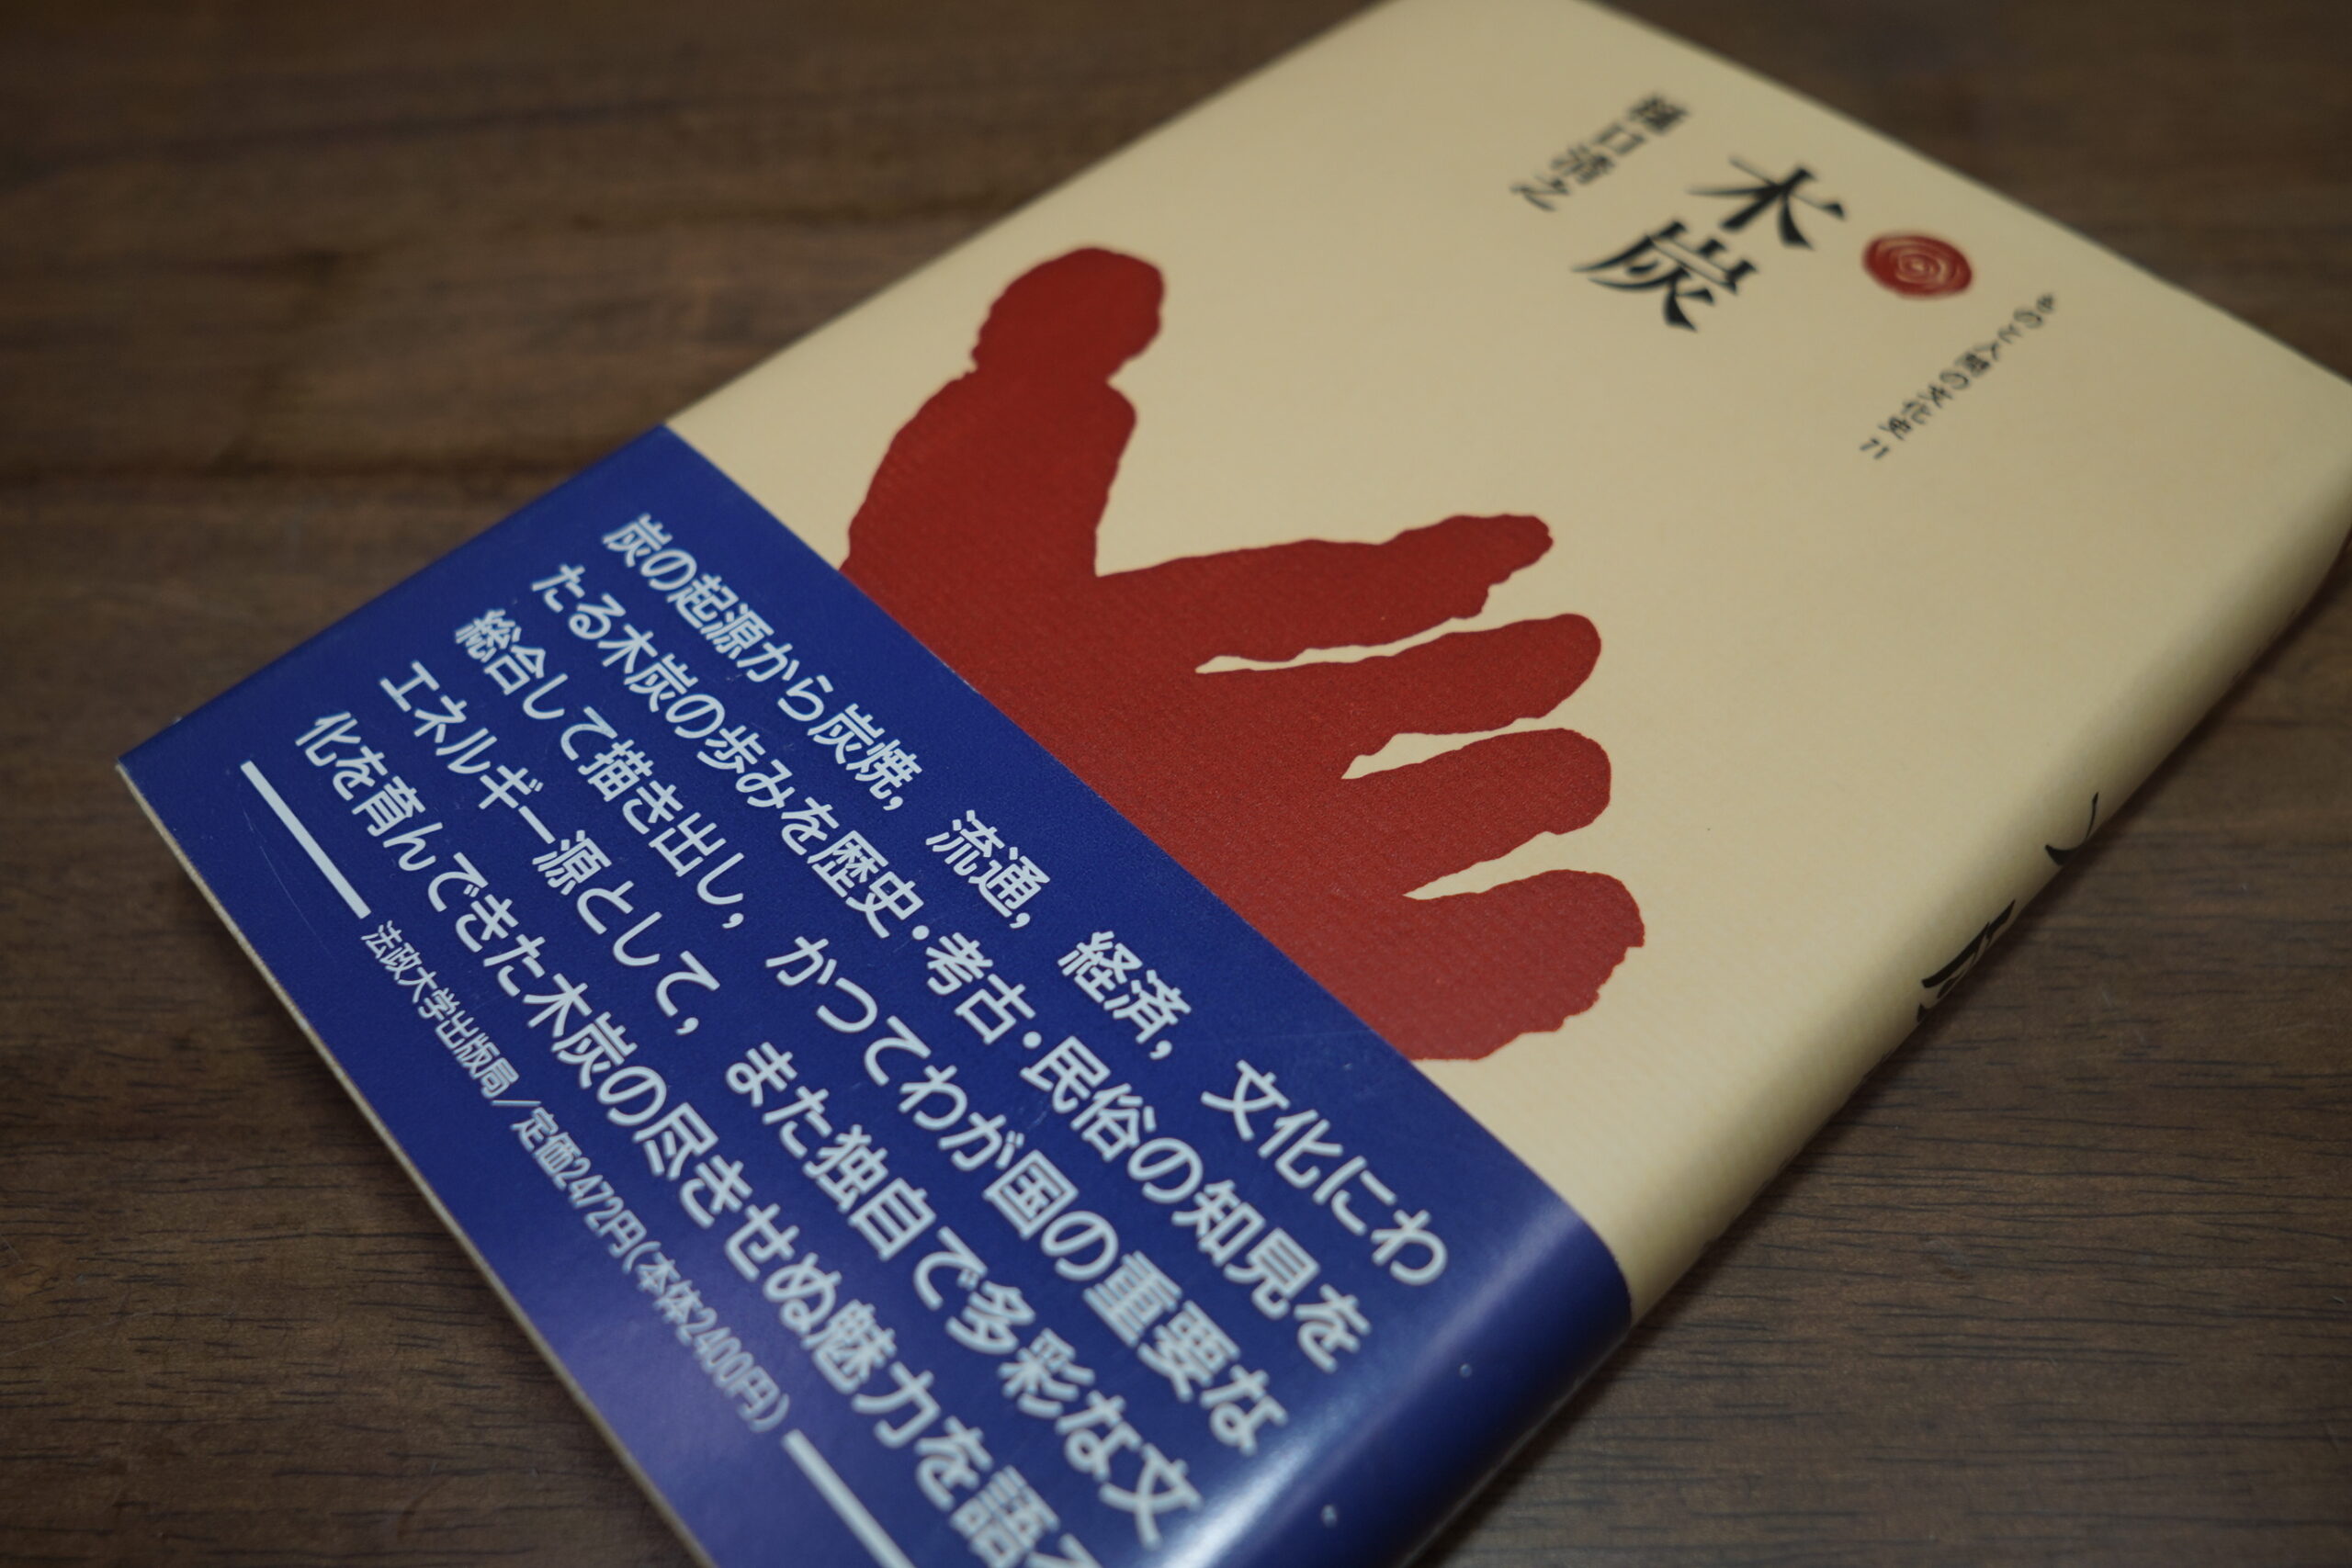 ものと人間の文化史 71
木炭
樋口清之
炭の起源から炭焼，流通，経済，文化にわ
たる木炭の歩みを歴史・考古・民俗の知見を
総合して描き出し，かつてわが国の重要な
エネルギー源として，また独自で多彩な文
化を育んできた木炭の尽きせぬ魅力を語る
法政大学出版局／定価2472円（本体2400円）